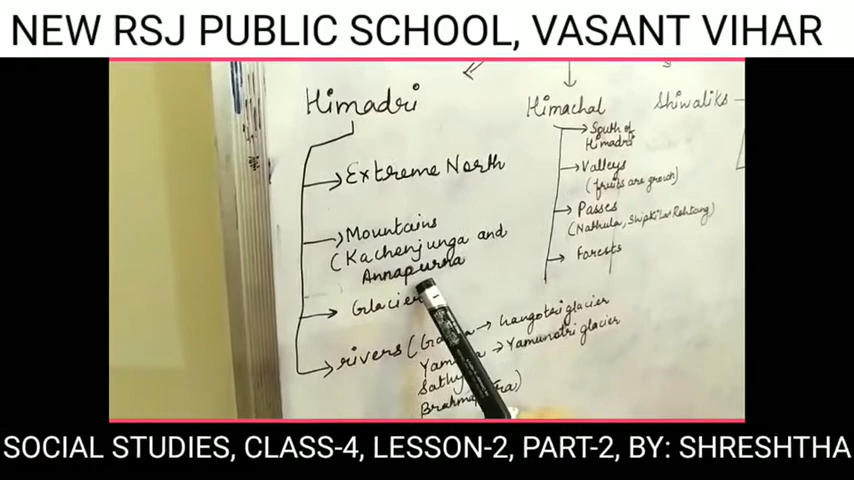 NEW RSJ PUBLIC SCHOOL, VASANT VIHAR
Himadri
Extreme North
Mountains
(Kachenjunga and
Annapurna
Glacier
rivers (Ganga → Gangotri glacier
→ Yamunotri glacier
Himachal
South of
Himadri
Valleys
(fruits are grown)
Passes
(Nathula, Shipki La Rohtang)
Forests
Shiwaliks
SOCIAL STUDIES, CLASS-4, LESSON-2, PART-2, BY: SHRESHTHA